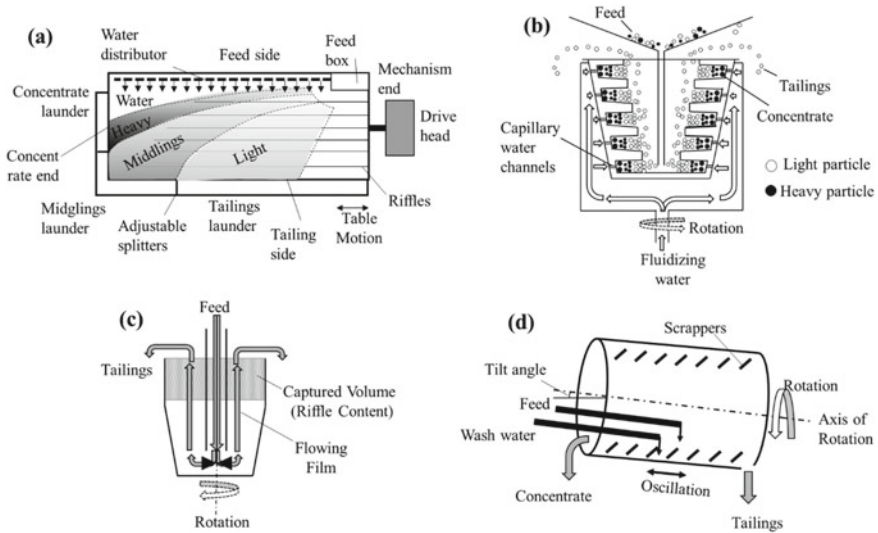 (a)
Water
distributor
Feed side
Feed
box
Mechanism
end
Concentrate
launder
Water
Heavy
Middlings
Light
Drive
head
Concent
rate end
Midglings
launder
Adjustable
splitters
Tailings
launder
Tailing
side
Table
Motion
Riffles
(b)
Feed
Tailings
Concentrate
Capillary
water
channels
Light particle
Heavy particle
Rotation
Fluidizing
water
(c)
Feed
Tailings
Captured Volume
(Riffle Content)
Flowing
Film
Rotation
(d)
Scrappers
Tilt angle
Feed
Wash water
Rotation
Axis of
Rotation
Concentrate
Oscillation
Tailings